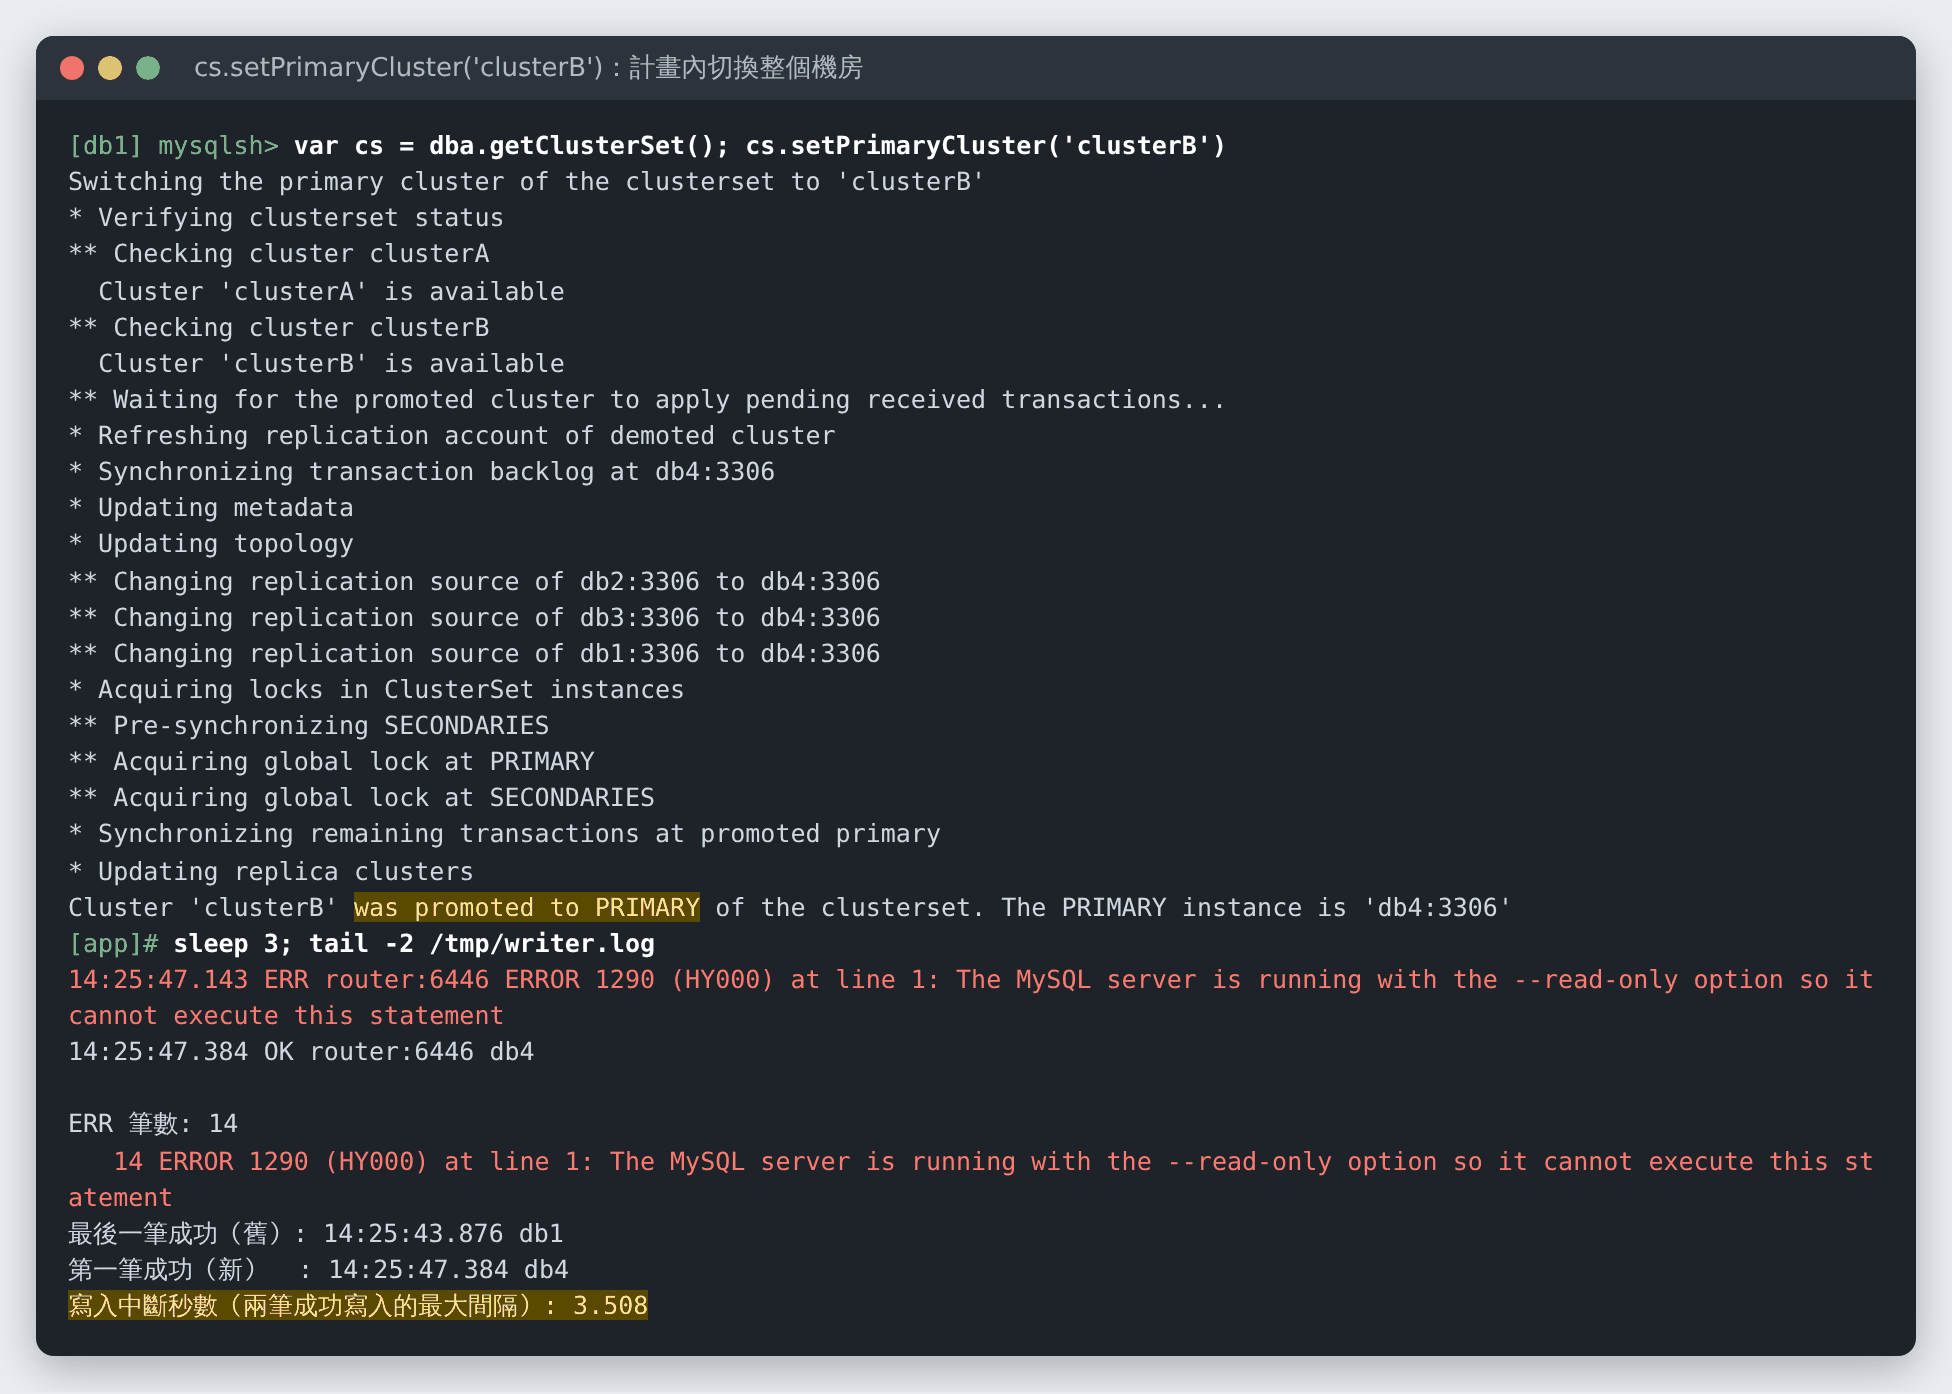 cs.setPrimaryCluster('clusterB')：計畫內切換整個機房
[db1] mysqlsh> var cs = dba.getClusterSet(); cs.setPrimaryCluster('clusterB')
Switching the primary cluster of the clusterset to 'clusterB'
* Verifying clusterset status
** Checking cluster clusterA
  Cluster 'clusterA' is available
** Checking cluster clusterB
  Cluster 'clusterB' is available
** Waiting for the promoted cluster to apply pending received transactions...
* Refreshing replication account of demoted cluster
* Synchronizing transaction backlog at db4:3306
* Updating metadata
* Updating topology
** Changing replication source of db2:3306 to db4:3306
** Changing replication source of db3:3306 to db4:3306
** Changing replication source of db1:3306 to db4:3306
* Acquiring locks in ClusterSet instances
** Pre-synchronizing SECONDARIES
** Acquiring global lock at PRIMARY
** Acquiring global lock at SECONDARIES
* Synchronizing remaining transactions at promoted primary
* Updating replica clusters
Cluster 'clusterB' was promoted to PRIMARY of the clusterset. The PRIMARY instance is 'db4:3306'
[app]# sleep 3; tail -2 /tmp/writer.log
14:25:47.143 ERR router:6446 ERROR 1290 (HY000) at line 1: The MySQL server is running with the --read-only option so it
cannot execute this statement
14:25:47.384 OK router:6446 db4
ERR 筆數: 14
   14 ERROR 1290 (HY000) at line 1: The MySQL server is running with the --read-only option so it cannot execute this st
atement
最後一筆成功（舊）: 14:25:43.876 db1
第一筆成功（新）  : 14:25:47.384 db4
寫入中斷秒數（兩筆成功寫入的最大間隔）: 3.508